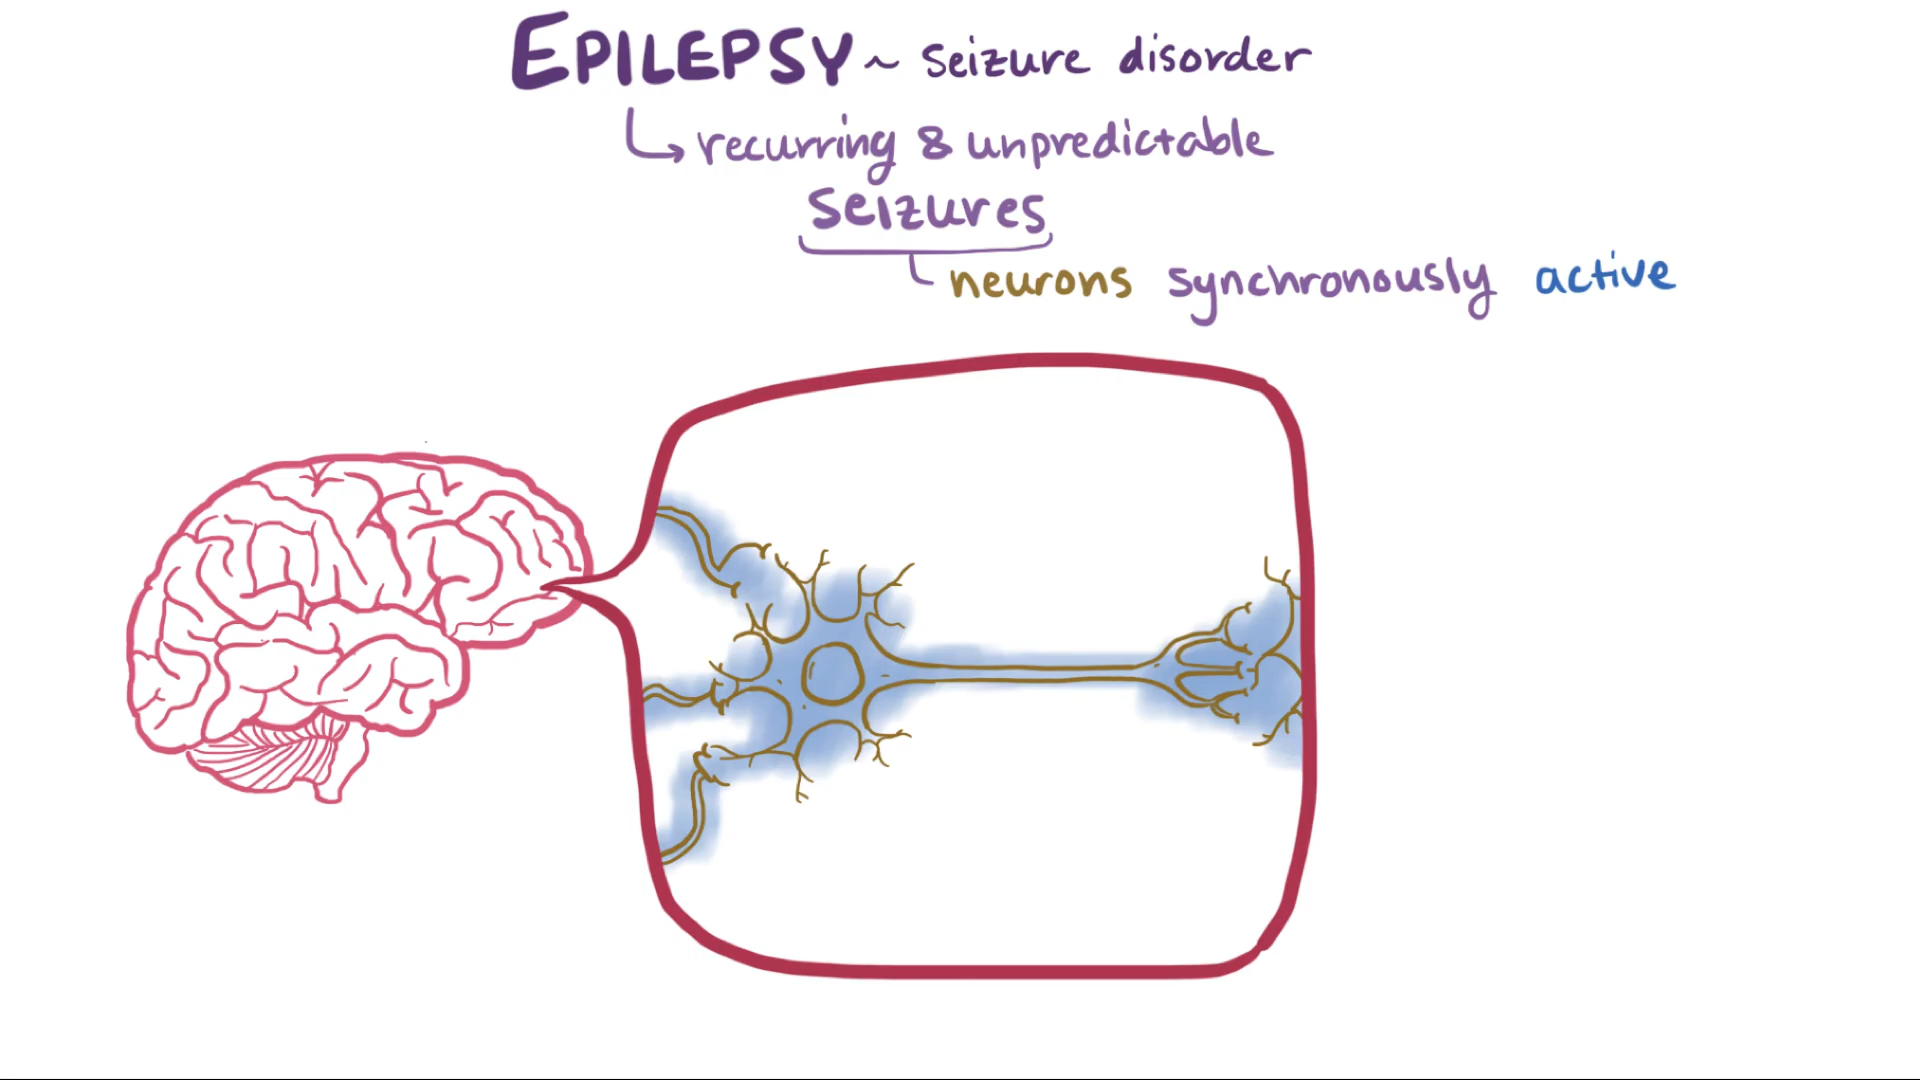 EPILEPSY ~ seizure disorder
recurring & unpredictable
seizures
neurons synchronously active